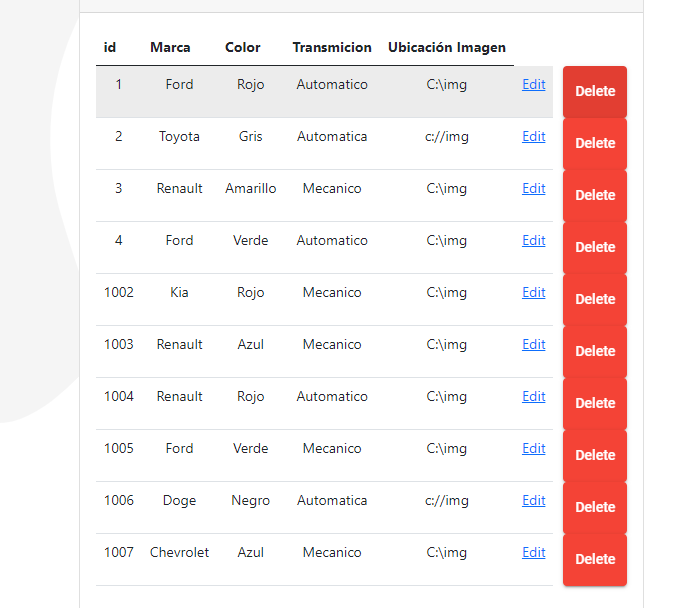 id Marca Color Transmicion Ubicación Imagen
1 Ford Rojo Automatico C:\img Edit Delete
2 Toyota Gris Automatica c://img Edit Delete
3 Renault Amarillo Mecanico C:\img Edit Delete
4 Ford Verde Automatico C:\img Edit Delete
1002 Kia Rojo Mecanico C:\img Edit Delete
1003 Renault Azul Mecanico C:\img Edit Delete
1004 Renault Rojo Automatico C:\img Edit Delete
1005 Ford Verde Mecanico C:\img Edit Delete
1006 Doge Negro Automatica c://img Edit Delete
1007 Chevrolet Azul Mecanico C:\img Edit Delete